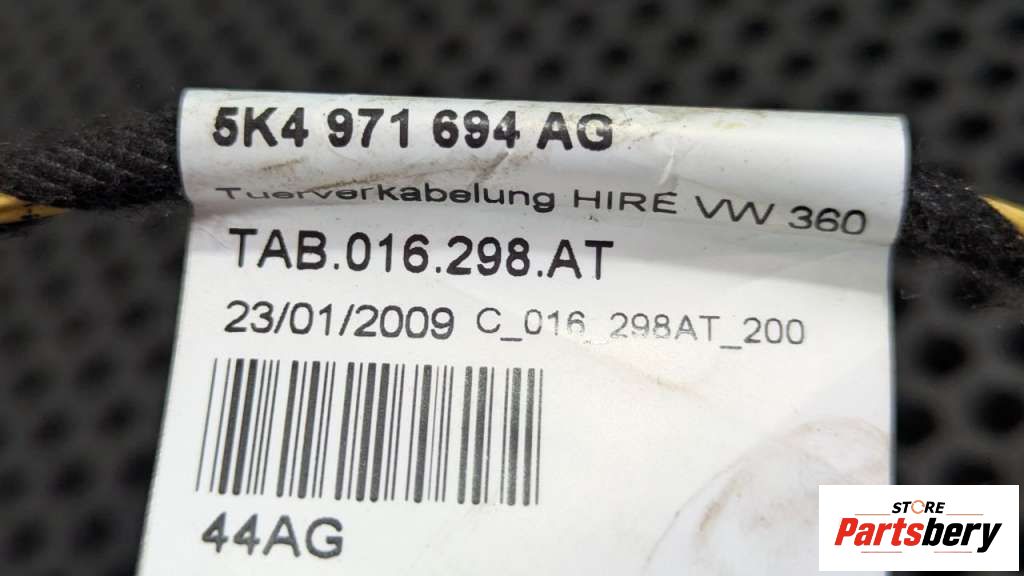 5K4 971 694 AG
Tuerverkabelung HIRE VW 360
TAB.016.298.AT
23/01/2009 C_016_298AT_200
44AG
STORE
Partsbery